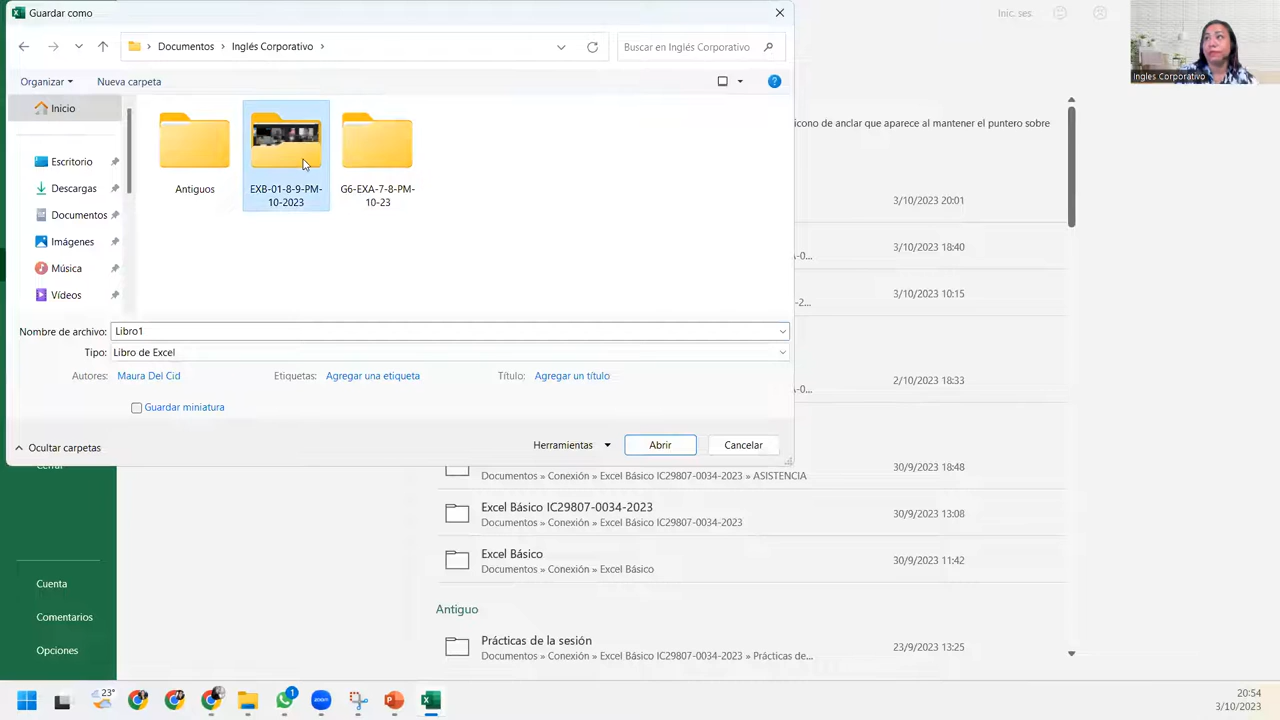 Guardar como
Inic. ses
Documentos
Inglés Corporativo
Buscar en Inglés Corporativo
Organizar
Nueva carpeta
Ingles Corporativo
Inicio
Escritorio
Descargas
Documentos
Imágenes
Música
Vídeos
Antiguos
EXB-01-8-9-PM-
10-2023
G6-EXA-7-8-PM-
10-23
icono de anclar que aparece al mantener el puntero sobre
3/10/2023 20:01
3/10/2023 18:40
A-0...
3/10/2023 10:15
-2...
2/10/2023 18:33
A-0...
Nombre de archivo:
Libro1
Tipo:
Libro de Excel
Autores:
Maura Del Cid
Etiquetas:
Agregar una etiqueta
Título:
Agregar un título
Guardar miniatura
Ocultar carpetas
Herramientas
Abrir
Cancelar
Cerrar
30/9/2023 18:48
Documentos » Conexión » Excel Básico IC29807-0034-2023 » ASISTENCIA
Excel Básico IC29807-0034-2023
30/9/2023 13:08
Documentos » Conexión » Excel Básico IC29807-0034-2023
Excel Básico
30/9/2023 11:42
Documentos » Conexión » Excel Básico
Cuenta
Comentarios
Opciones
Antiguo
Prácticas de la sesión
23/9/2023 13:25
Documentos » Conexión » Excel Básico IC29807-0034-2023 » Prácticas de...
23°
1
zoom
20:54
3/10/2023